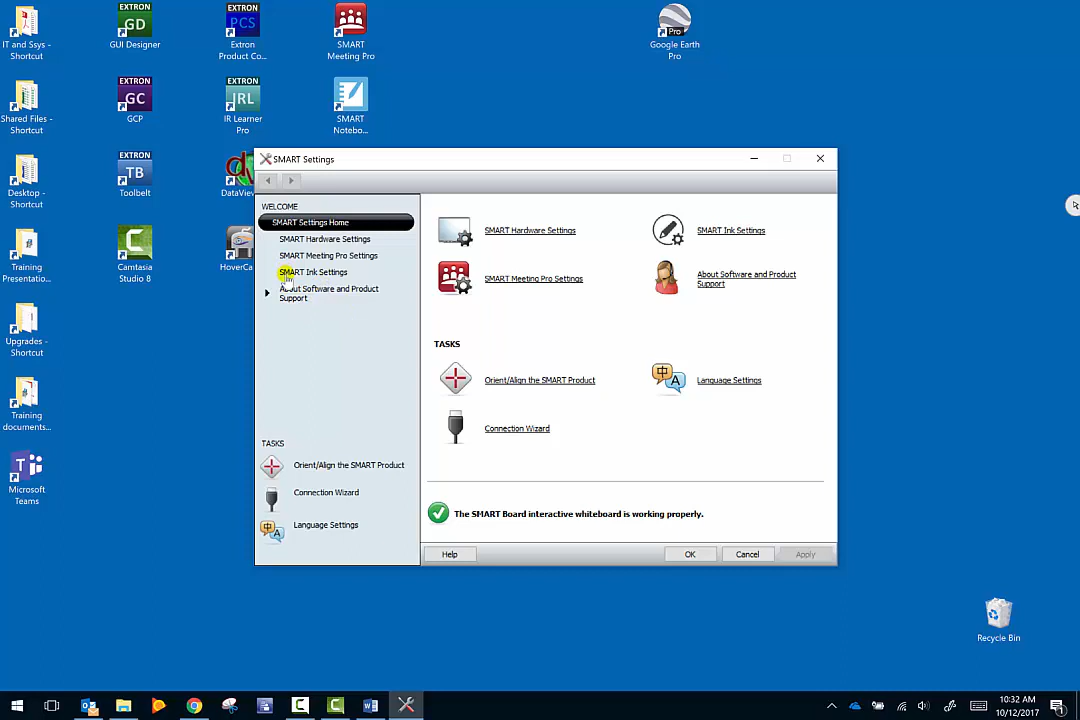 IT and Ssys -
Shortcut
EXTRON
GD
GUI Designer
EXTRON
PCS
Extron
Product Co...
SMART
Meeting Pro
Pro
Google Earth
Pro
Shared Files -
Shortcut
EXTRON
GC
GCP
EXTRON
JRL
IR Learner
Pro
SMART
Notebo...
Desktop -
Shortcut
EXTRON
TB
Toolbelt
DataView
Training
Presentatio...
Camtasia
Studio 8
HoverCa
Upgrades -
Shortcut
Training
documents...
Microsoft
Teams
SMART Settings
WELCOME
SMART Settings Home
SMART Hardware Settings
SMART Meeting Pro Settings
SMART Ink Settings
About Software and Product
Support
TASKS
Orient/Align the SMART Product
Connection Wizard
Language Settings
SMART Hardware Settings
SMART Ink Settings
SMART Meeting Pro Settings
About Software and Product
Support
TASKS
Orient/Align the SMART Product
Language Settings
Connection Wizard
The SMART Board interactive whiteboard is working properly.
Help
OK
Cancel
Apply
Recycle Bin
10:32 AM
10/12/2017